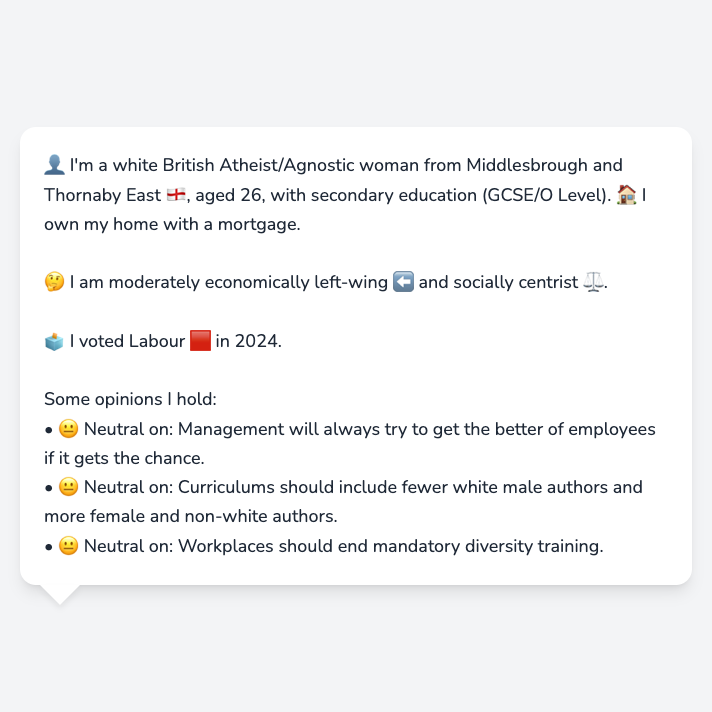 👤 I'm a white British Atheist/Agnostic woman from Middlesbrough and
Thornaby East 🏴󠁧󠁢󠁥󠁮󠁧󠁿, aged 26, with secondary education (GCSE/O Level). 🏠 I
own my home with a mortgage.
🤔 I am moderately economically left-wing ⬅️ and socially centrist ⚖️.
🗳️ I voted Labour 🟥 in 2024.
Some opinions I hold:
• 😐 Neutral on: Management will always try to get the better of employees
if it gets the chance.
• 😐 Neutral on: Curriculums should include fewer white male authors and
more female and non-white authors.
• 😐 Neutral on: Workplaces should end mandatory diversity training.